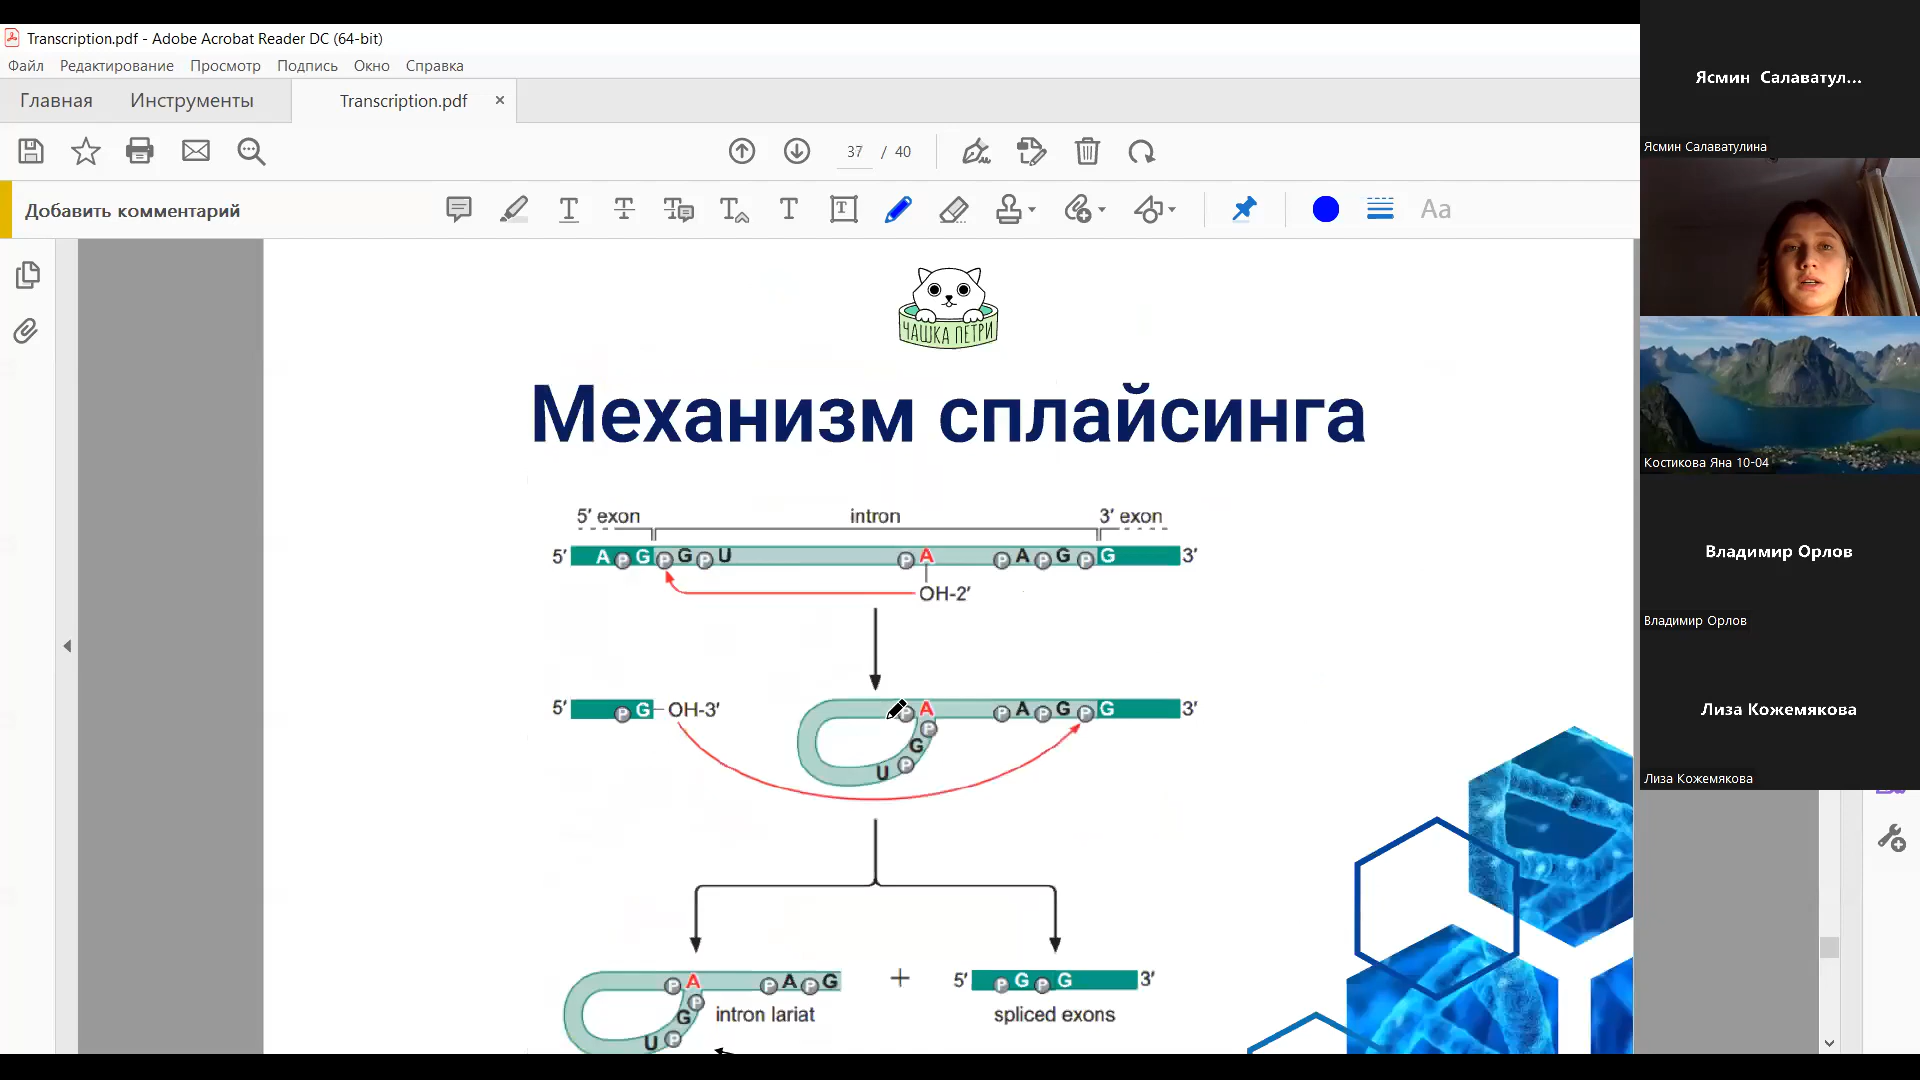 Transcription.pdf - Adobe Acrobat Reader DC (64-bit)
Файл Редактирование Просмотр Подпись Окно Справка
Главная Инструменты Transcription.pdf ×
37 / 40
Добавить комментарий
Aa
ЧАШКА ПЕТРИ
Механизм сплайсинга
5′ exon intron 3′ exon
5′ A P G P G P U P A P A P G P G 3′
OH-2′
5′ P G OH-3′ P A P A P G P G 3′
P
G
U P
P A P A P G + 5′ P G P G 3′
P
G intron lariat spliced exons
U P
Ясмин Салаватул...
Ясмин Салаватулина
Костикова Яна 10-04
Владимир Орлов
Владимир Орлов
Лиза Кожемякова
Лиза Кожемякова